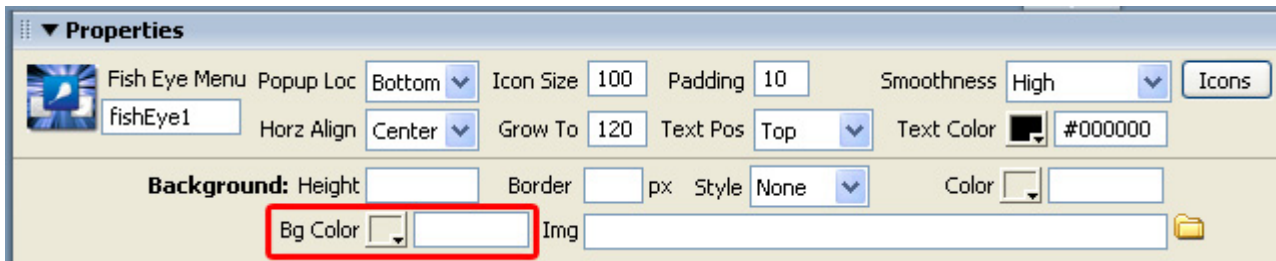 Properties
Fish Eye Menu Popup Loc Bottom Icon Size 100 Padding 10 Smoothness High Icons
fishEye1 Horz Align Center Grow To 120 Text Pos Top Text Color #000000
Background: Height Border px Style None Color
Bg Color Img